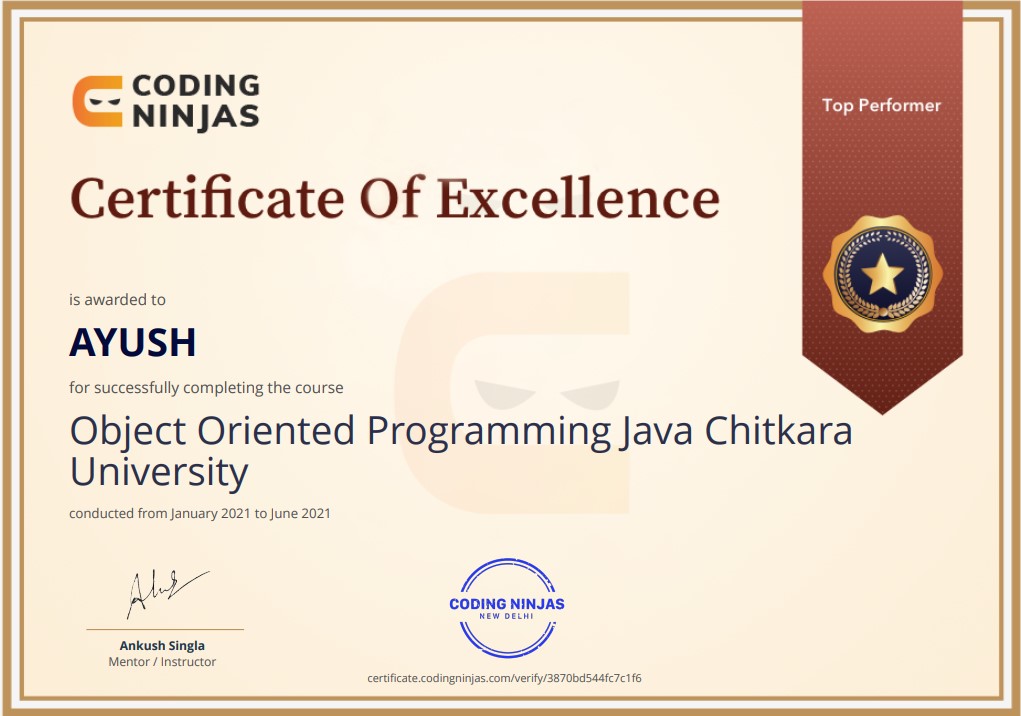 CODING
NINJAS
Top Performer
Certificate Of Excellence
is awarded to
AYUSH
for successfully completing the course
Object Oriented Programming Java Chitkara
University
conducted from January 2021 to June 2021
CODING NINJAS
NEW DELHI
Ankush Singla
Mentor / Instructor
certificate.codingninjas.com/verify/3870bd544fc7c1f6